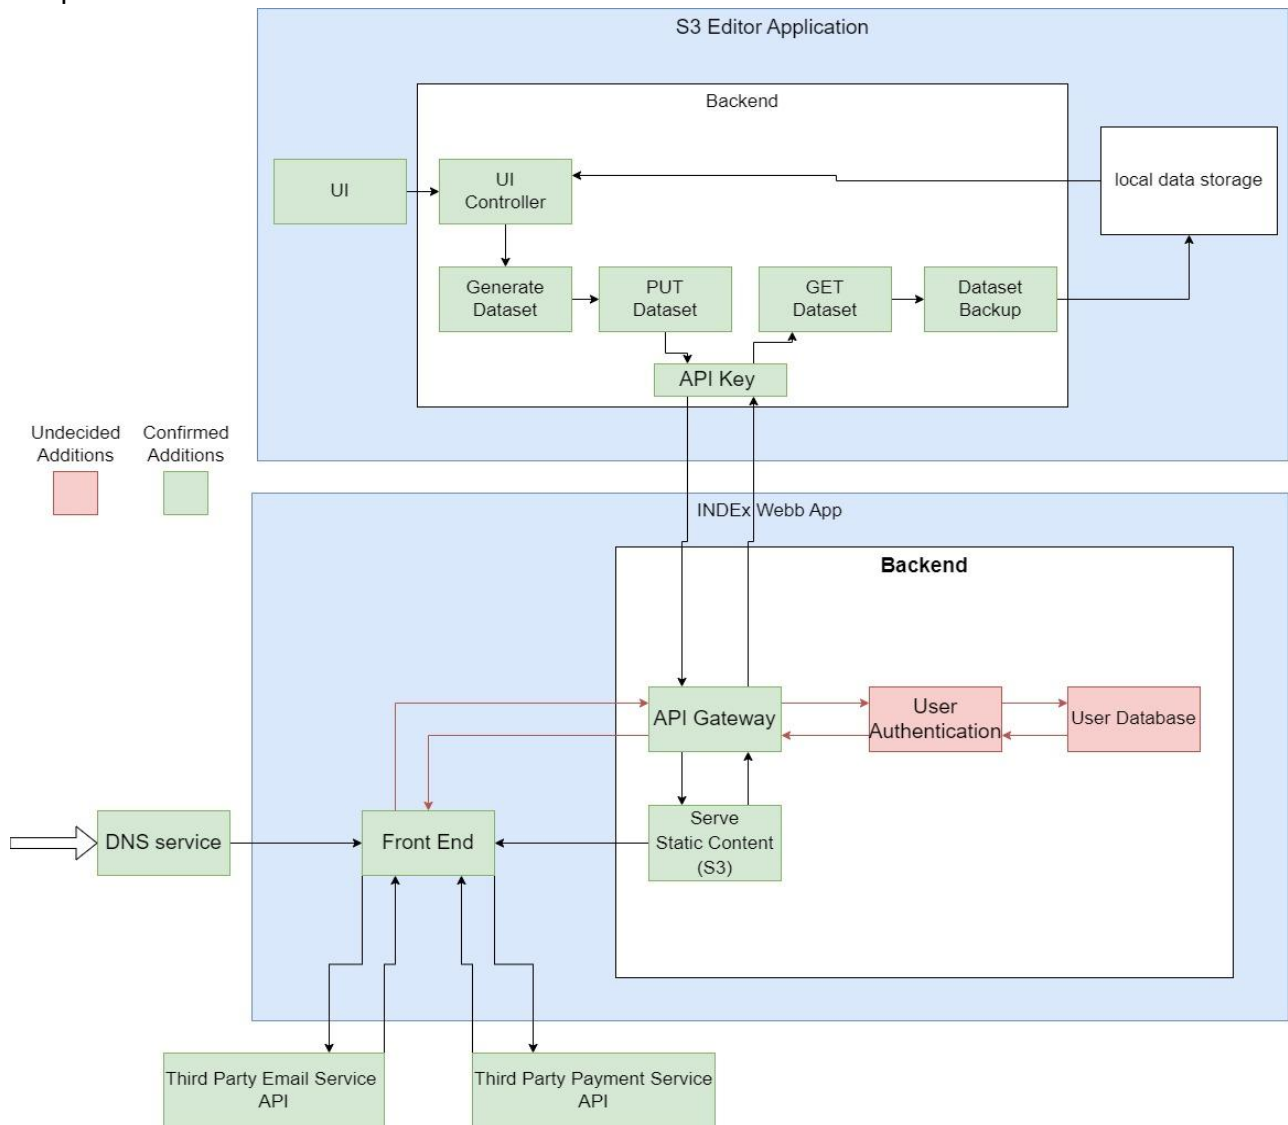 S3 Editor Application
Backend
UI
UI
Controller
local data storage
Generate
Dataset
PUT
Dataset
GET
Dataset
Dataset
Backup
API Key
Undecided
Additions
Confirmed
Additions
INDEx Webb App
Backend
API Gateway
User
Authentication
User Database
DNS service
Front End
Serve
Static Content
(S3)
Third Party Email Service
API
Third Party Payment Service
API